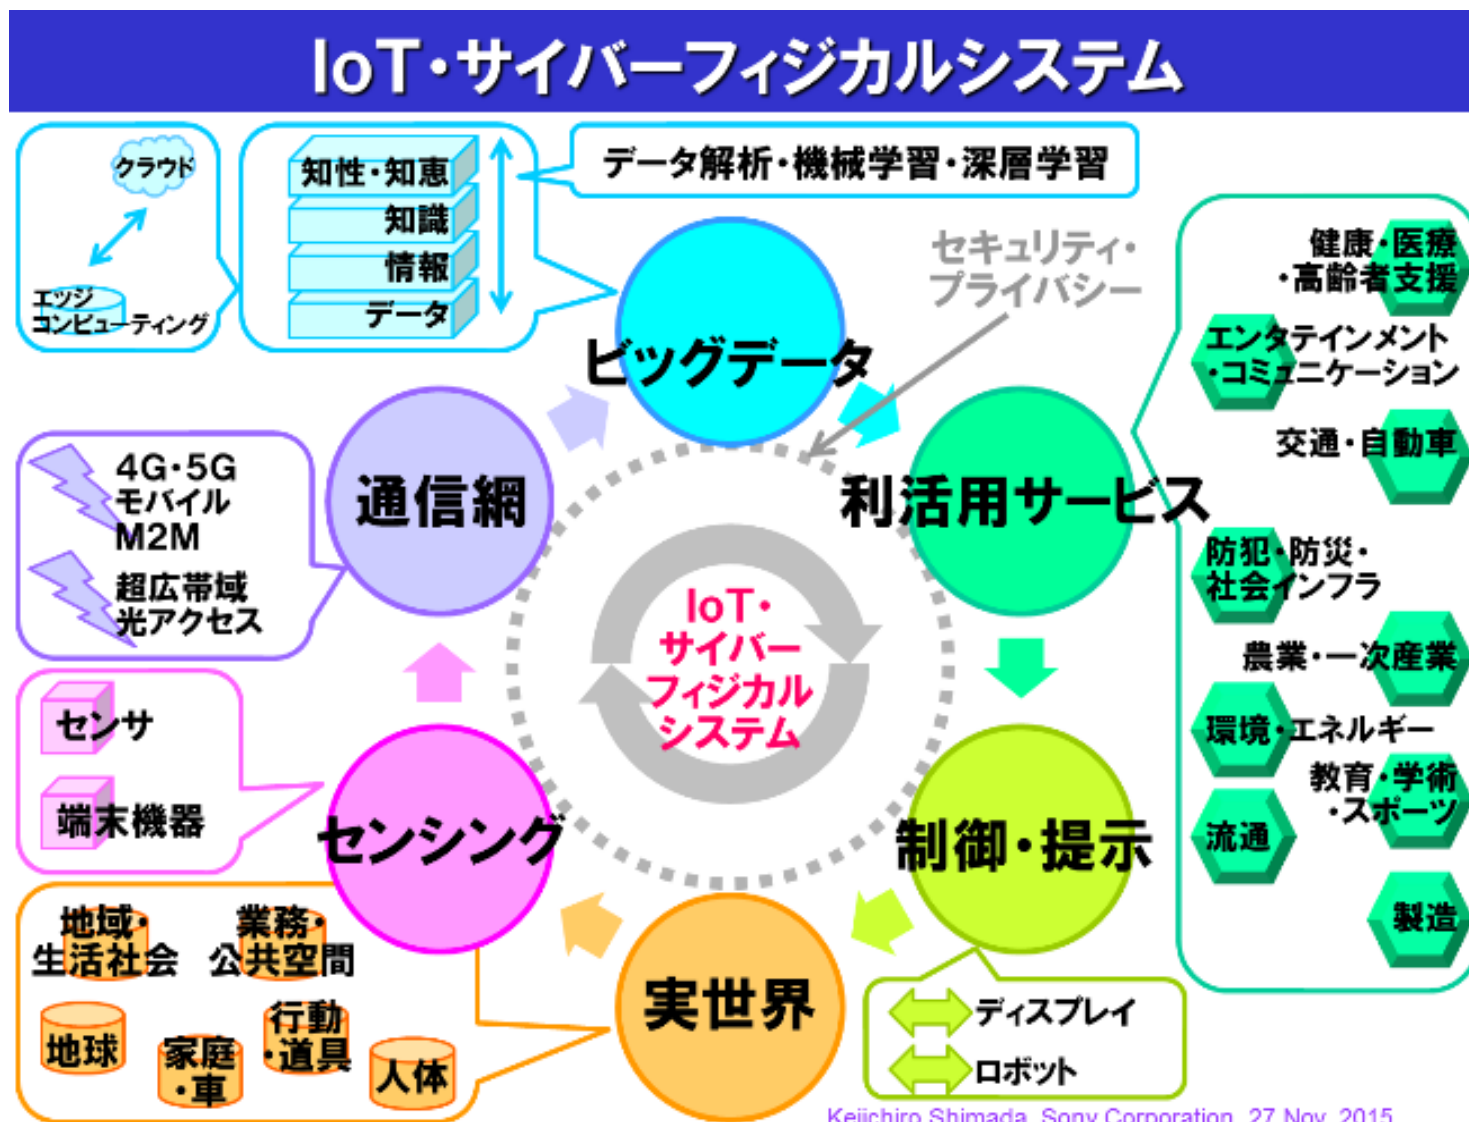 IoT・サイバーフィジカルシステム
クラウド
エッジ
コンピューティング
知性・知恵
知識
情報
データ
データ解析・機械学習・深層学習
セキュリティ・
プライバシー
ビッグデータ
通信網
4G・5G
モバイル
M2M
超広帯域
光アクセス
利活用サービス
健康・医療
・高齢者支援
エンタテインメント
・コミュニケーション
交通・自動車
防犯・防災・
社会インフラ
農業・一次産業
環境・エネルギー
教育・学術
・スポーツ
流通
製造
IoT・
サイバー
フィジカル
システム
センサ
端末機器
センシング
制御・提示
ディスプレイ
ロボット
実世界
地域・
生活社会
業務・
公共空間
地球
家庭
・車
行動
・道具
人体
Keiichiro Shimada, Sony Corporation, 27 Nov, 2015